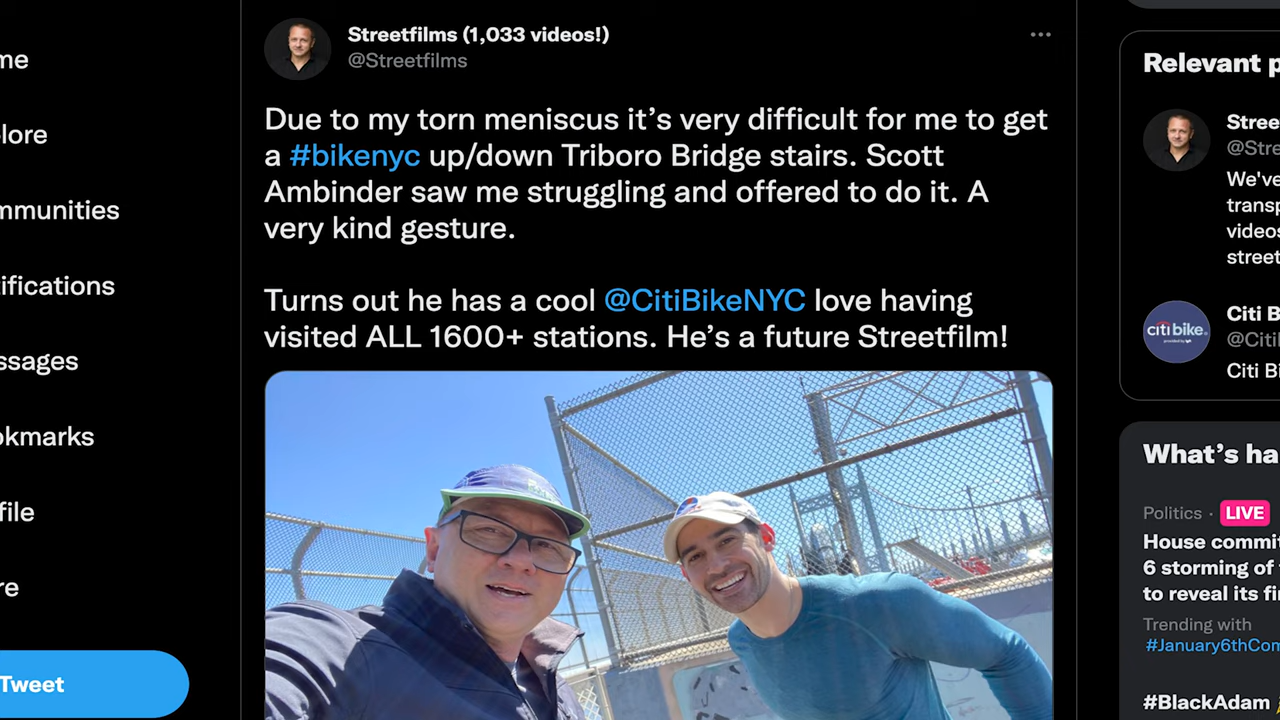 me
lore
mmunities
ifications
ssages
okmarks
file
re
Tweet
Streetfilms (1,033 videos!)
@Streetfilms
Due to my torn meniscus it's very difficult for me to get
a #bikenyc up/down Triboro Bridge stairs. Scott
Ambinder saw me struggling and offered to do it. A
very kind gesture.
Turns out he has a cool @CitiBikeNYC love having
visited ALL 1600+ stations. He's a future Streetfilm!
Relevant p
Stree
@Stre
We've
transp
videos
street
citi bike
provided by lyft
Citi B
@Citi
Citi Bi
What's ha
Politics · LIVE
House commit
6 storming of
to reveal its fi
Trending with
#January6thCom
#BlackAdam